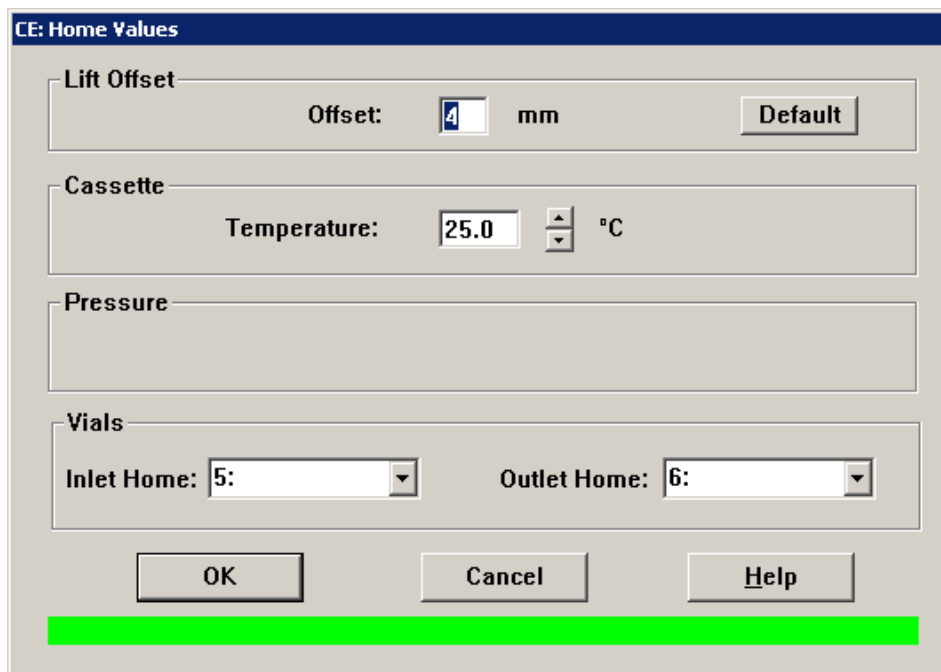 CE: Home Values
Lift Offset
Offset: 4 mm Default
Cassette
Temperature: 25.0 °C
Pressure
Vials
Inlet Home: 5: Outlet Home: 6:
OK Cancel Help